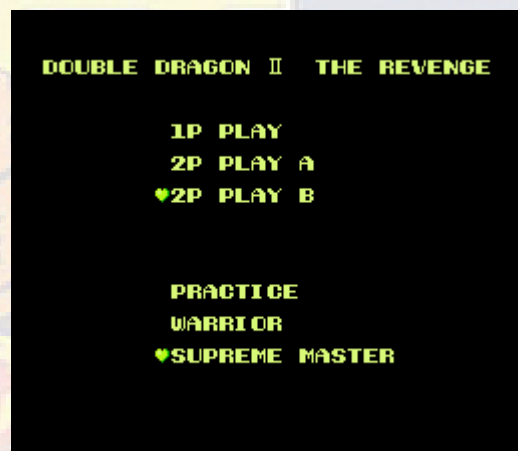 DOUBLE DRAGON II THE REVENGE
1P PLAY
2P PLAY A
2P PLAY B
PRACTICE
WARRIOR
SUPREME MASTER